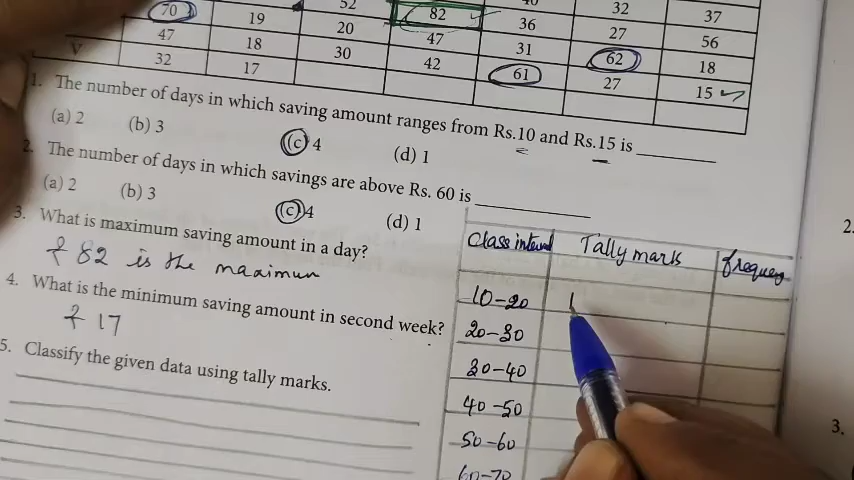 52 40 32 37
70 19 20 82 36 27 56
47 18 30 47 31 62 18
V 32 17 42 61 27 15
1. The number of days in which saving amount ranges from Rs.10 and Rs.15 is
(a) 2 (b) 3 (c) 4 (d) 1
2. The number of days in which savings are above Rs. 60 is
(a) 2 (b) 3 (c) 4 (d) 1
3. What is maximum saving amount in a day?
₹ 82 is the maximum
4. What is the minimum saving amount in second week?
₹ 17
5. Classify the given data using tally marks.
Class interval Tally mark frequency
10-20
20-30
30-40
40-50
50-60
60-70
2.
3.